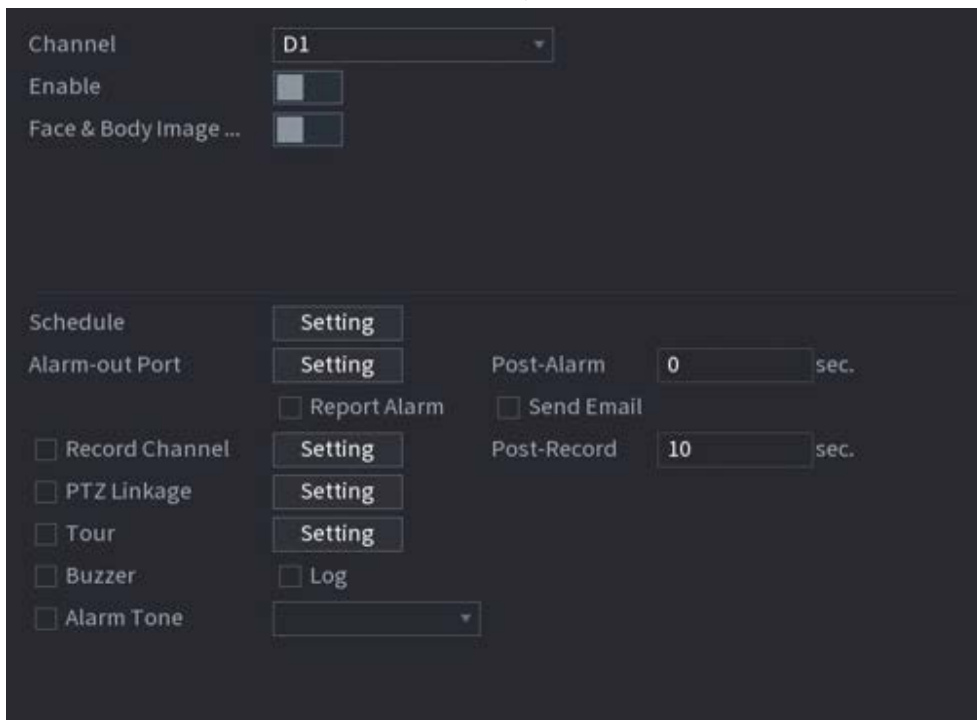 Channel D1
Enable
Face & Body Image ...
Schedule Setting
Alarm-out Port Setting Post-Alarm 0 sec.
Report Alarm Send Email
Record Channel Setting Post-Record 10 sec.
PTZ Linkage Setting
Tour Setting
Buzzer Log
Alarm Tone